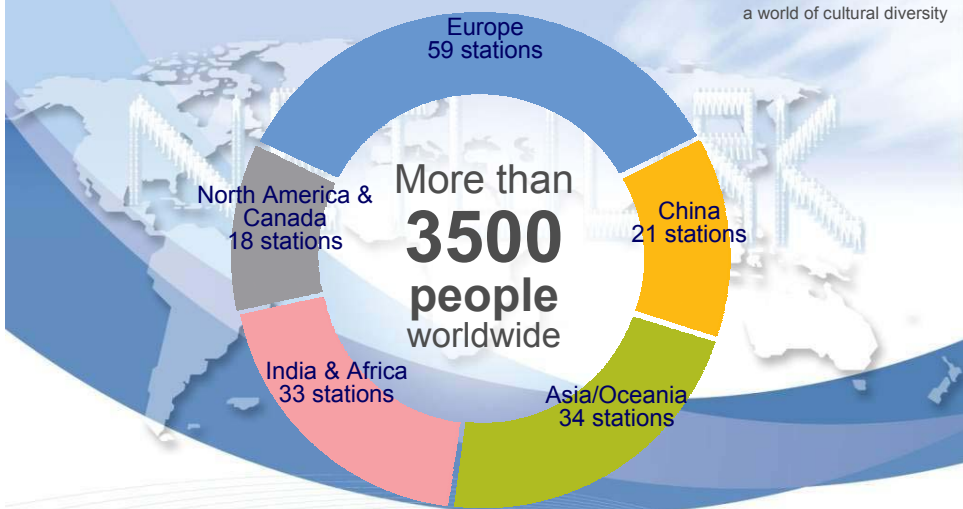 a world of cultural diversity
Europe
59 stations
North America &
Canada
18 stations
More than
3500
people
worldwide
China
21 stations
India & Africa
33 stations
Asia/Oceania
34 stations